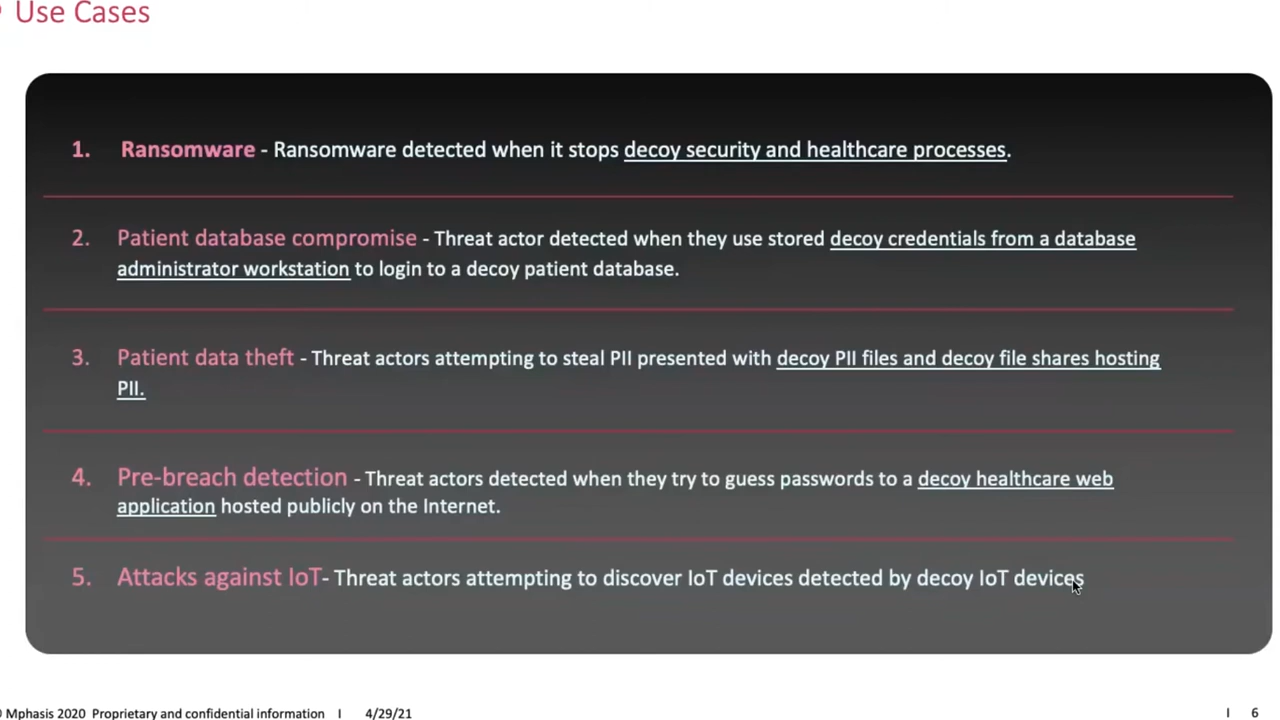 Use Cases
1. Ransomware - Ransomware detected when it stops decoy security and healthcare processes.
2. Patient database compromise - Threat actor detected when they use stored decoy credentials from a database
administrator workstation to login to a decoy patient database.
3. Patient data theft - Threat actors attempting to steal PII presented with decoy PII files and decoy file shares hosting
PII.
4. Pre-breach detection - Threat actors detected when they try to guess passwords to a decoy healthcare web
application hosted publicly on the Internet.
5. Attacks against IoT- Threat actors attempting to discover IoT devices detected by decoy IoT devices
© Mphasis 2020 Proprietary and confidential information | 4/29/21 | 6